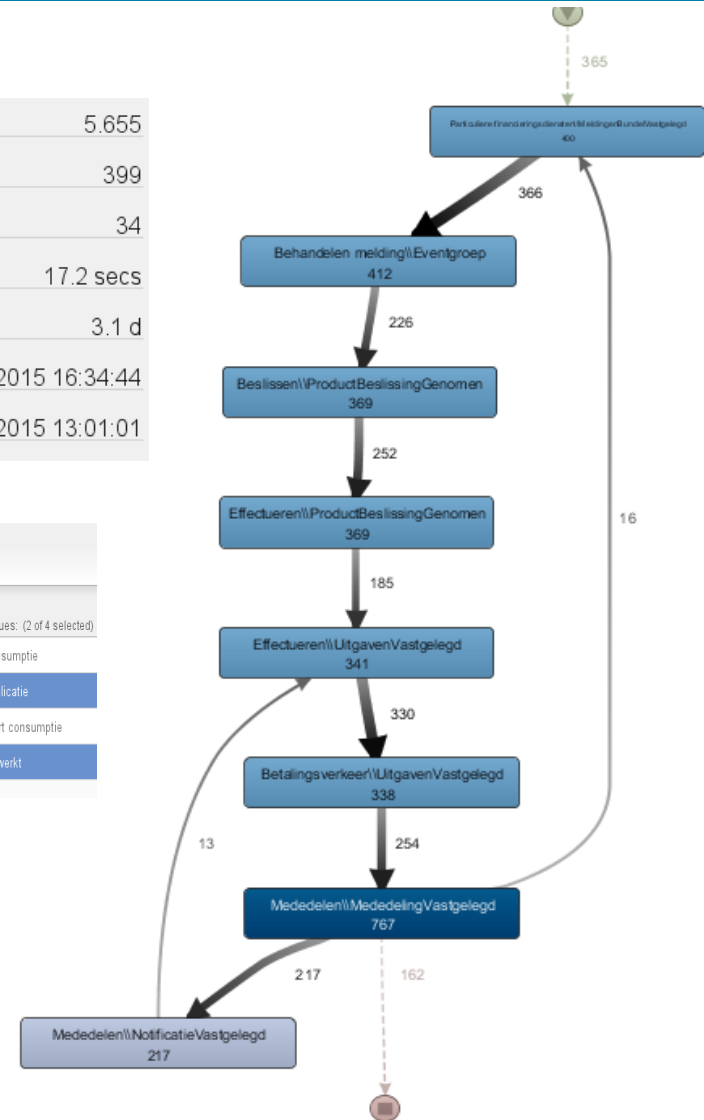 365
Particuliere financieringsdiensten\\MeldingenBundelVastgelegd
400
5.655
399
34
17.2 secs
3.1 d
2015 16:34:44
2015 13:01:01
366
Behandelen melding\\Eventgroep
412
226
Beslissen\\ProductBeslissingGenomen
369
252
Effectueren\\ProductBeslissingGenomen
369
16
185
ues: (2 of 4 selected)
sumptie
licatie
rt consumptie
werkt
Effectueren\\UitgavenVastgelegd
341
330
Betalingsverkeer\\UitgavenVastgelegd
338
13
254
Mededelen\\MededelingVastgelegd
767
217
162
Mededelen\\NotificatieVastgelegd
217